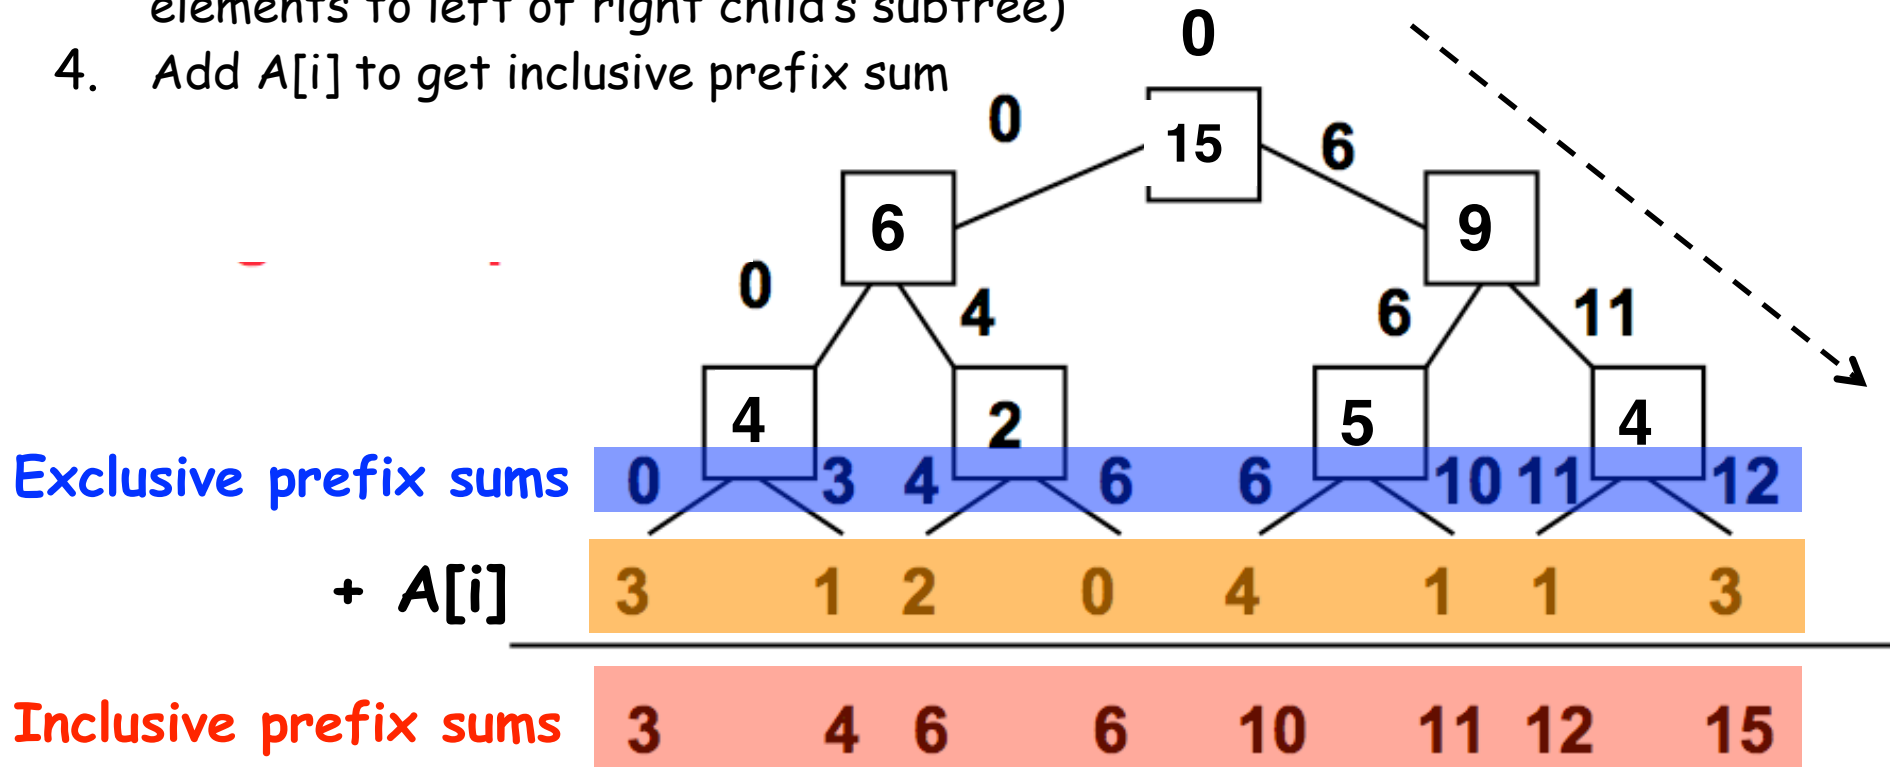 elements to left of right child's subtree)
4. Add A[i] to get inclusive prefix sum
0
0 15 6
6 9
0 4 6 11
4 2 5 4
Exclusive prefix sums 0 3 4 6 6 10 11 12
+ A[i] 3 1 2 0 4 1 1 3
Inclusive prefix sums 3 4 6 6 10 11 12 15